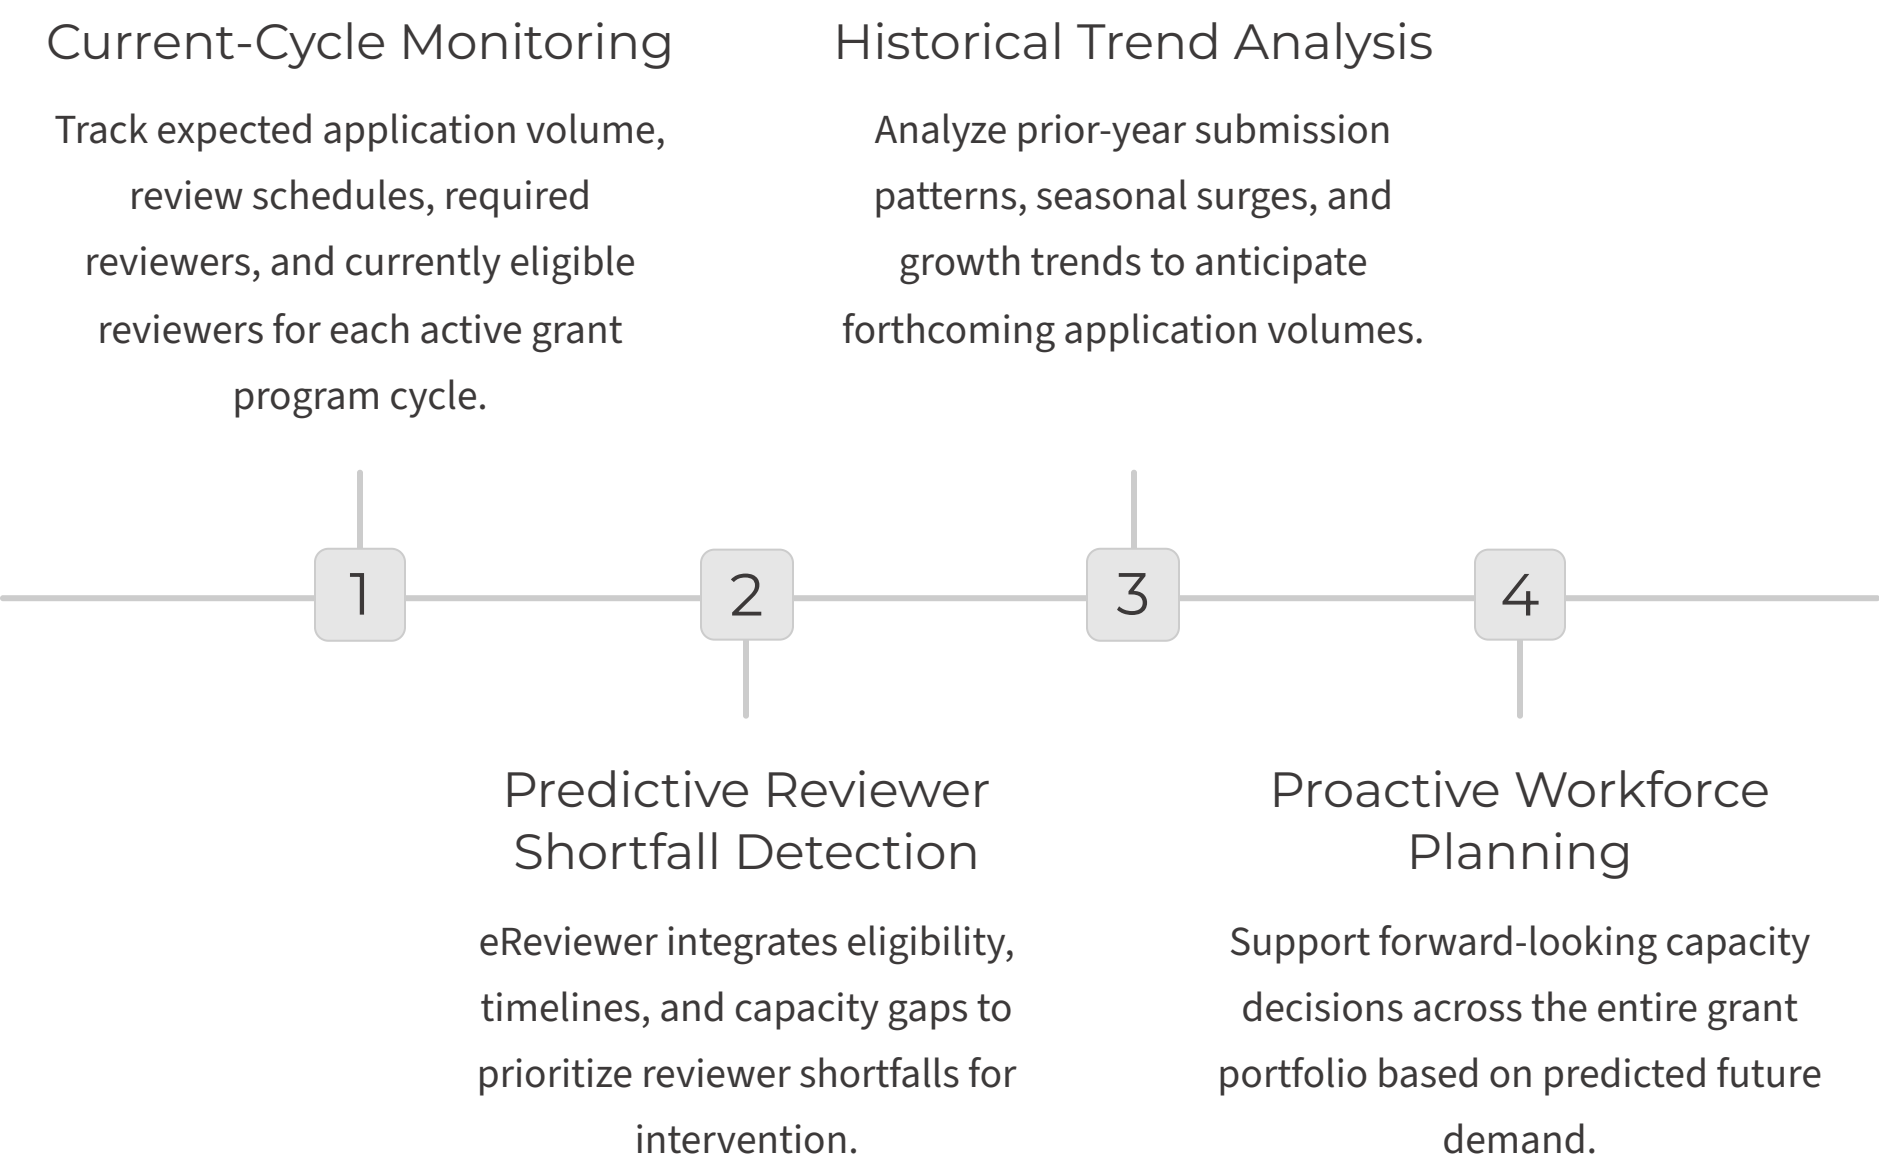 Current-Cycle Monitoring
Track expected application volume,
review schedules, required
reviewers, and currently eligible
reviewers for each active grant
program cycle.
Historical Trend Analysis
Analyze prior-year submission
patterns, seasonal surges, and
growth trends to anticipate
forthcoming application volumes.
1
2
3
4
Predictive Reviewer
Shortfall Detection
eReviewer integrates eligibility,
timelines, and capacity gaps to
prioritize reviewer shortfalls for
intervention.
Proactive Workforce
Planning
Support forward-looking capacity
decisions across the entire grant
portfolio based on predicted future
demand.